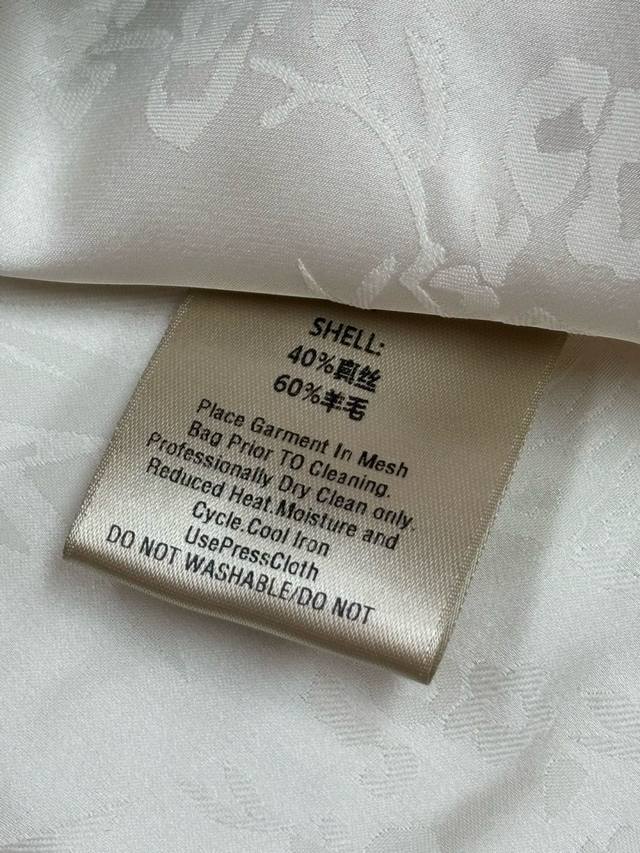 SHELL:
40%真丝
60%羊毛
Place Garment In Mesh
Bag Prior TO Cleaning.
Professionally Dry Clean only.
Reduced Heat.Moisture and
Cycle.Cool Iron
UsePressCloth
DO NOT WASHABLE/DO NOT